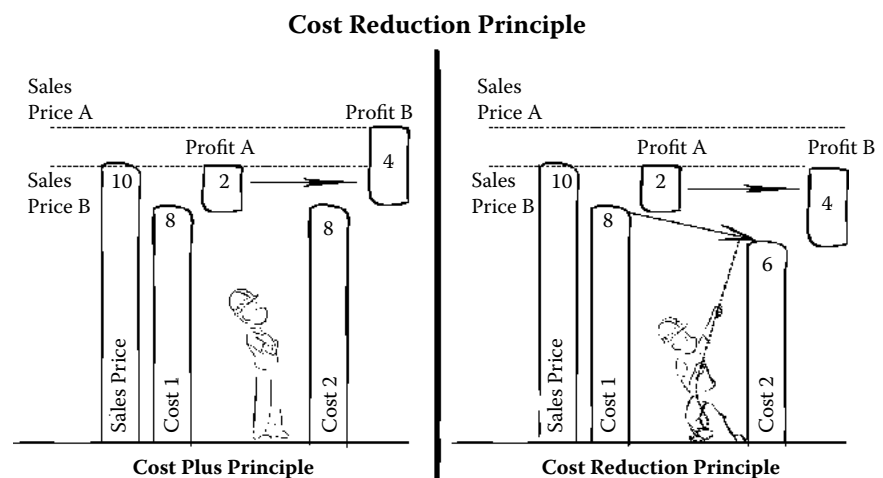 Cost Reduction Principle
Sales
Price A
Profit B
Profit A
Sales
Price B
10
8
2
4
8
Sales Price
Cost 1
Cost 2
Cost Plus Principle
Sales
Price A
Profit A
Profit B
Sales
Price B
10
8
2
4
6
Sales Price
Cost 1
Cost 2
Cost Reduction Principle